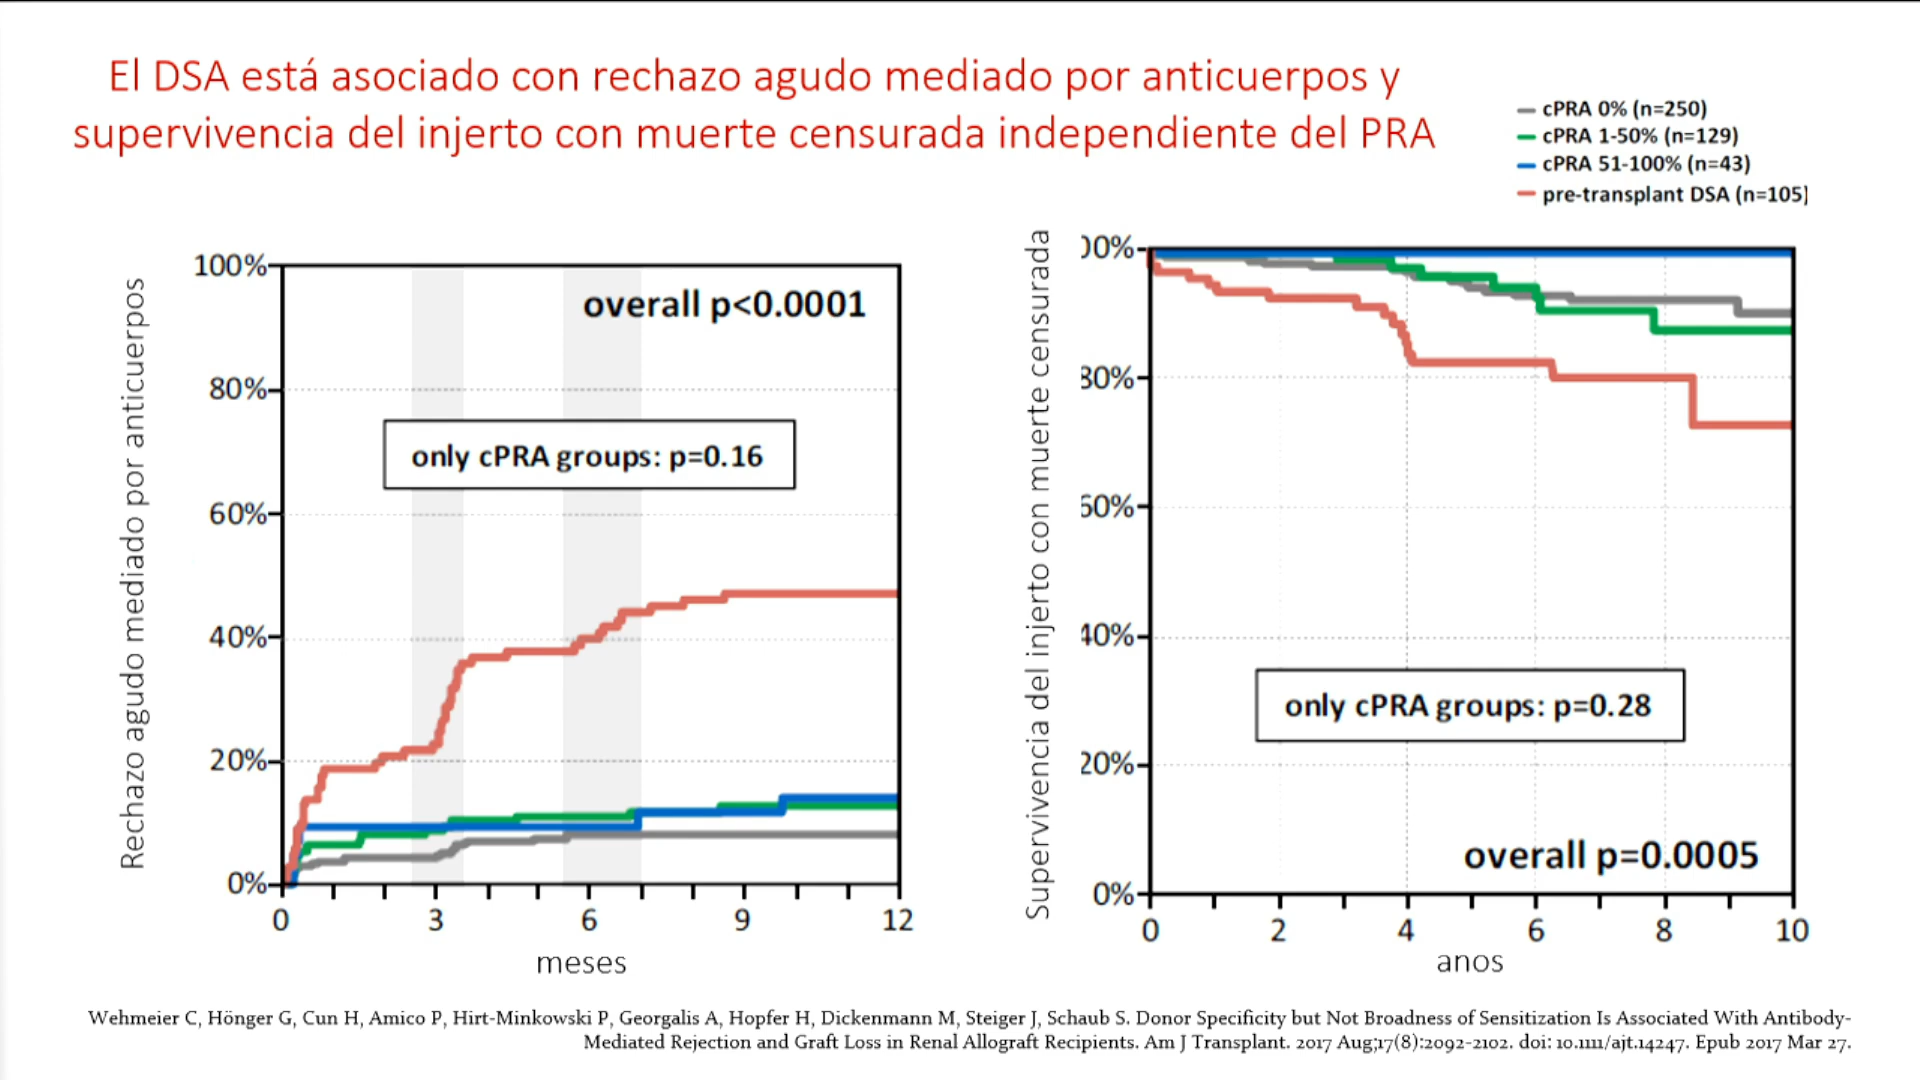 El DSA está asociado con rechazo agudo mediado por anticuerpos y
supervivencia del injerto con muerte censurada independiente del PRA
cPRA 0% (n=250)
cPRA 1-50% (n=129)
cPRA 51-100% (n=43)
pre-transplant DSA (n=105)
Rechazo agudo mediado por anticuerpos
100%
80%
60%
40%
20%
0%
overall p<0.0001
only cPRA groups: p=0.16
0 3 6 9 12
meses
Supervivencia del injerto con muerte censurada
00%
80%
60%
40%
20%
0%
only cPRA groups: p=0.28
overall p=0.0005
0 2 4 6 8 10
anos
Wehmeier C, Hönger G, Cun H, Amico P, Hirt-Minkowski P, Georgalis A, Hopfer H, Dickenmann M, Steiger J, Schaub S. Donor Specificity but Not Broadness of Sensitization Is Associated With Antibody-
Mediated Rejection and Graft Loss in Renal Allograft Recipients. Am J Transplant. 2017 Aug;17(8):2092-2102. doi: 10.1111/ajt.14247. Epub 2017 Mar 27.